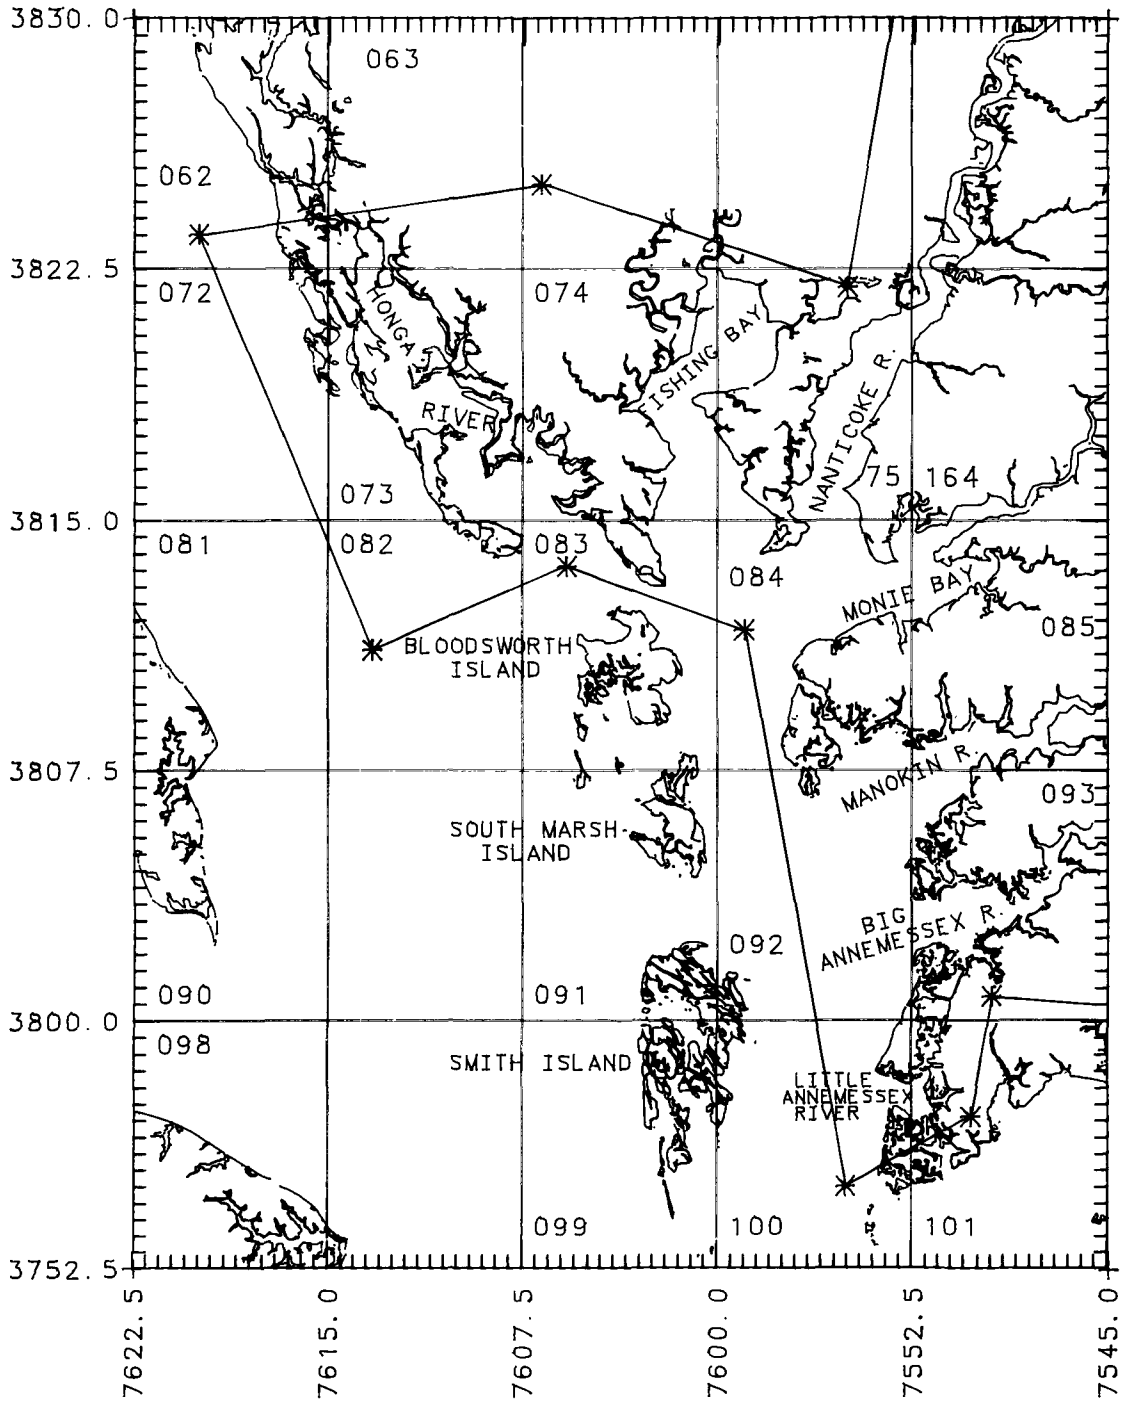 3830.0
063
062
3822.5
072
074
HONGA
RIVER
ISHING BAY
NANTICOKE R.
073
75
164
3815.0
081
082
083
084
MONIE BAY
085
BLOODSWORTH
ISLAND
3807.5
MANOKIN R.
093
SOUTH MARSH
ISLAND
BIG
ANNEMESSEX R.
092
090
091
3800.0
098
SMITH ISLAND
LITTLE
ANNEMESSEX
RIVER
099
100
101
3752.5
7622.5
7615.0
7607.5
7600.0
7552.5
7545.0